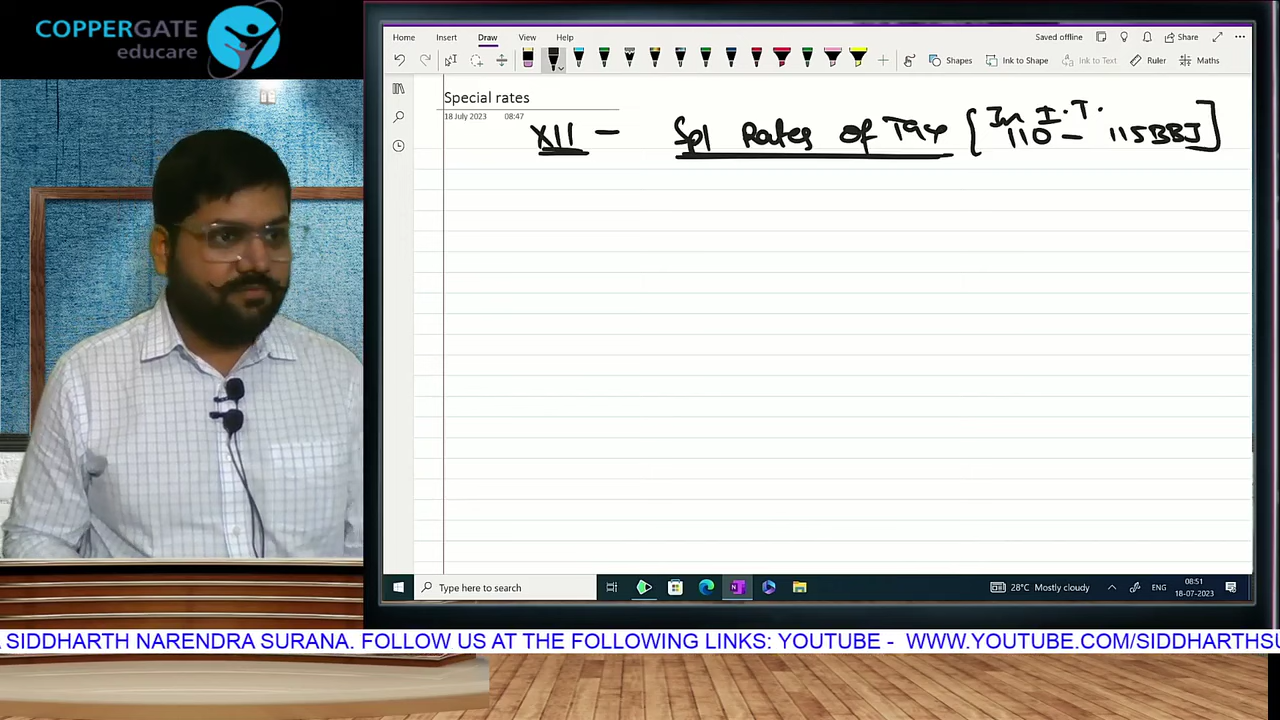 COPPERGATE
educare
Home Insert Draw View Help
Saved offline Share
Shapes Ink to Shape Ink to Text Ruler Maths
Special rates
18 July 2023 08:47
XII - Spl Rates of Tax [In I.T. 110 - 115BBJ]
Type here to search
28°C Mostly cloudy ENG 08:51
18-07-2023
SIDDHARTH NARENDRA SURANA. FOLLOW US AT THE FOLLOWING LINKS: YOUTUBE - WWW.YOUTUBE.COM/SIDDHARTHSU